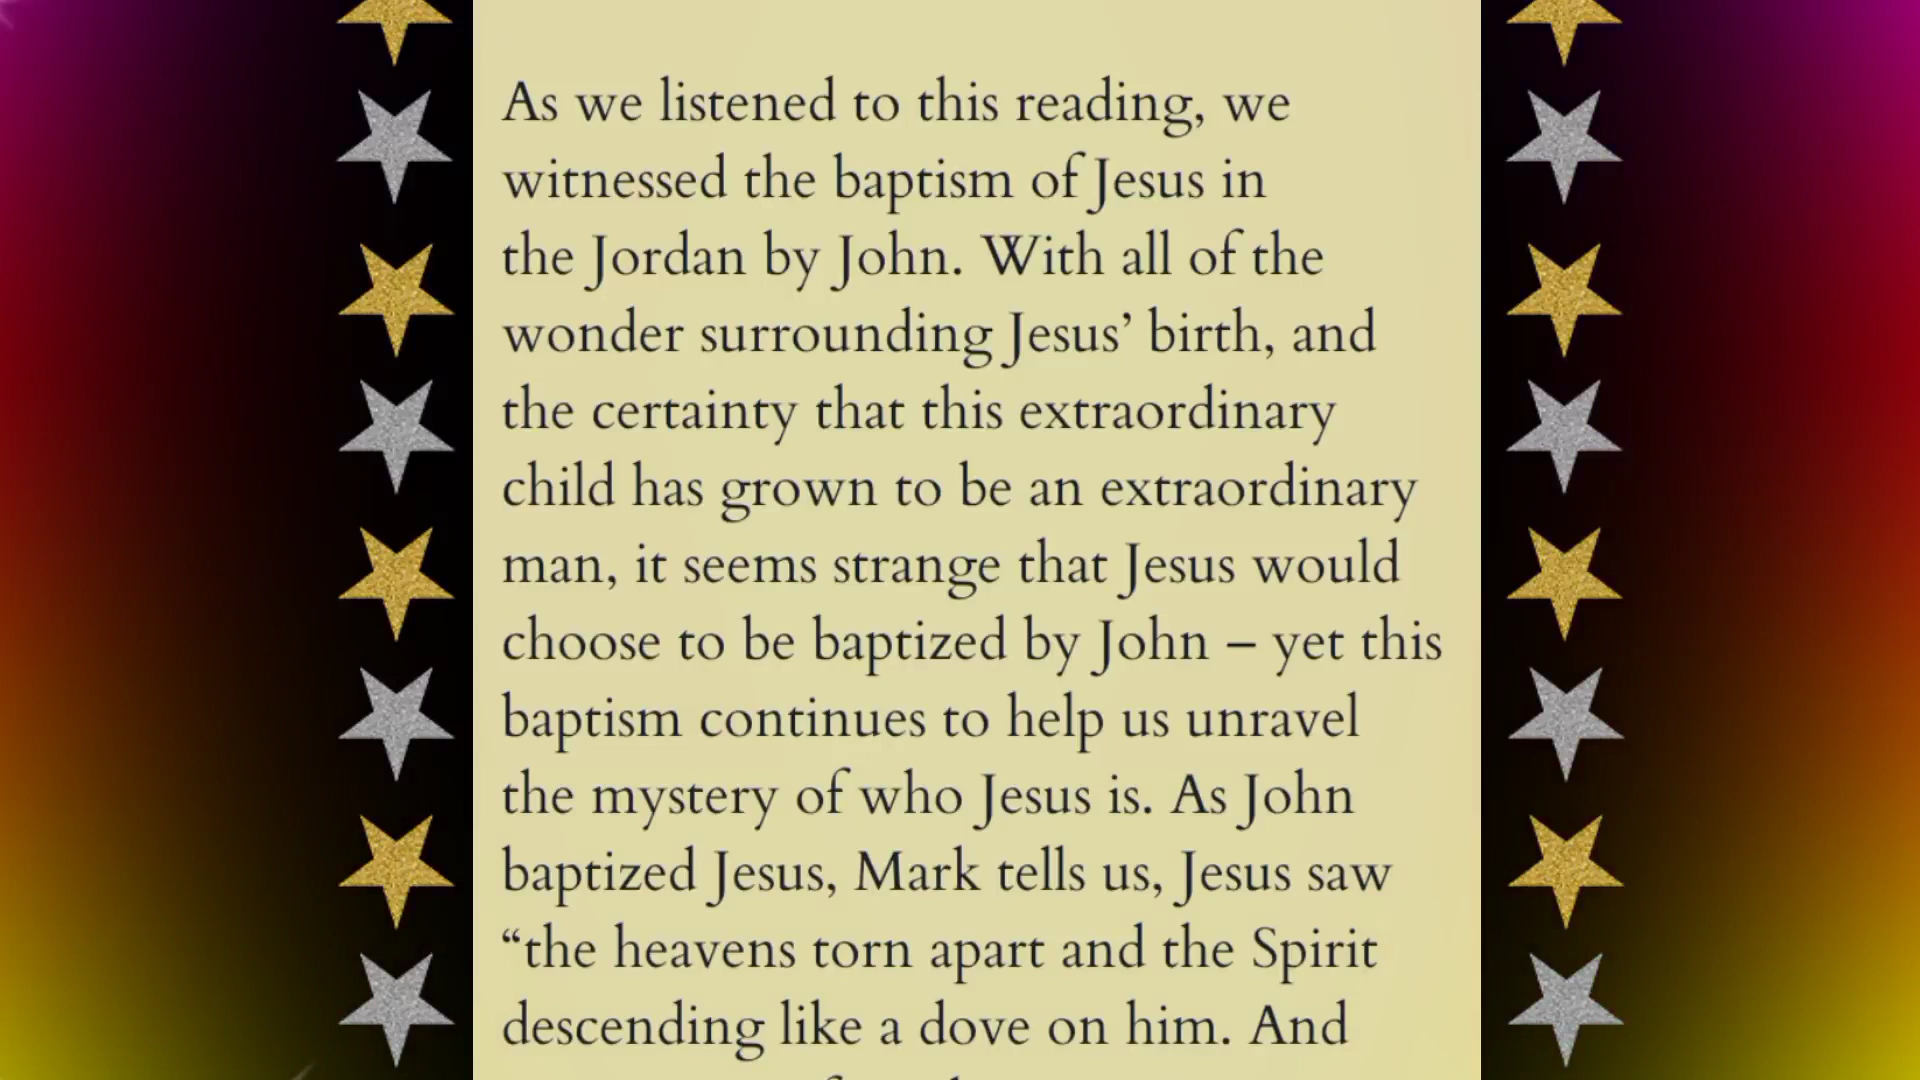 As we listened to this reading, we
witnessed the baptism of Jesus in
the Jordan by John. With all of the
wonder surrounding Jesus’ birth, and
the certainty that this extraordinary
child has grown to be an extraordinary
man, it seems strange that Jesus would
choose to be baptized by John – yet this
baptism continues to help us unravel
the mystery of who Jesus is. As John
baptized Jesus, Mark tells us, Jesus saw
“the heavens torn apart and the Spirit
descending like a dove on him. And